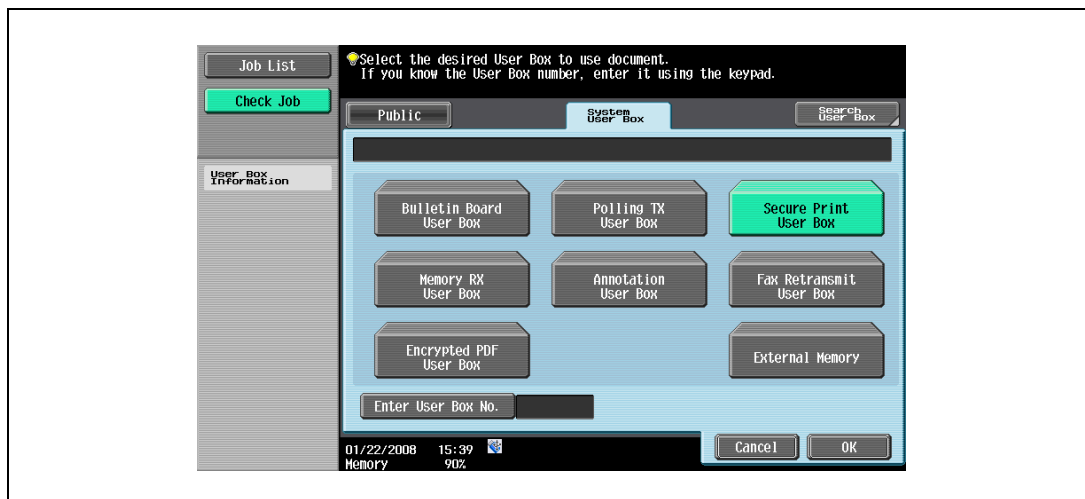 Job List
Check Job
User Box
Information
Select the desired User Box to use document.
If you know the User Box number, enter it using the keypad.
Public
System
User Box
Search
User Box
Bulletin Board
User Box
Polling TX
User Box
Secure Print
User Box
Memory RX
User Box
Annotation
User Box
Fax Retransmit
User Box
Encrypted PDF
User Box
External Memory
Enter User Box No.
01/22/2008 15:39
Memory 90%
Cancel
OK